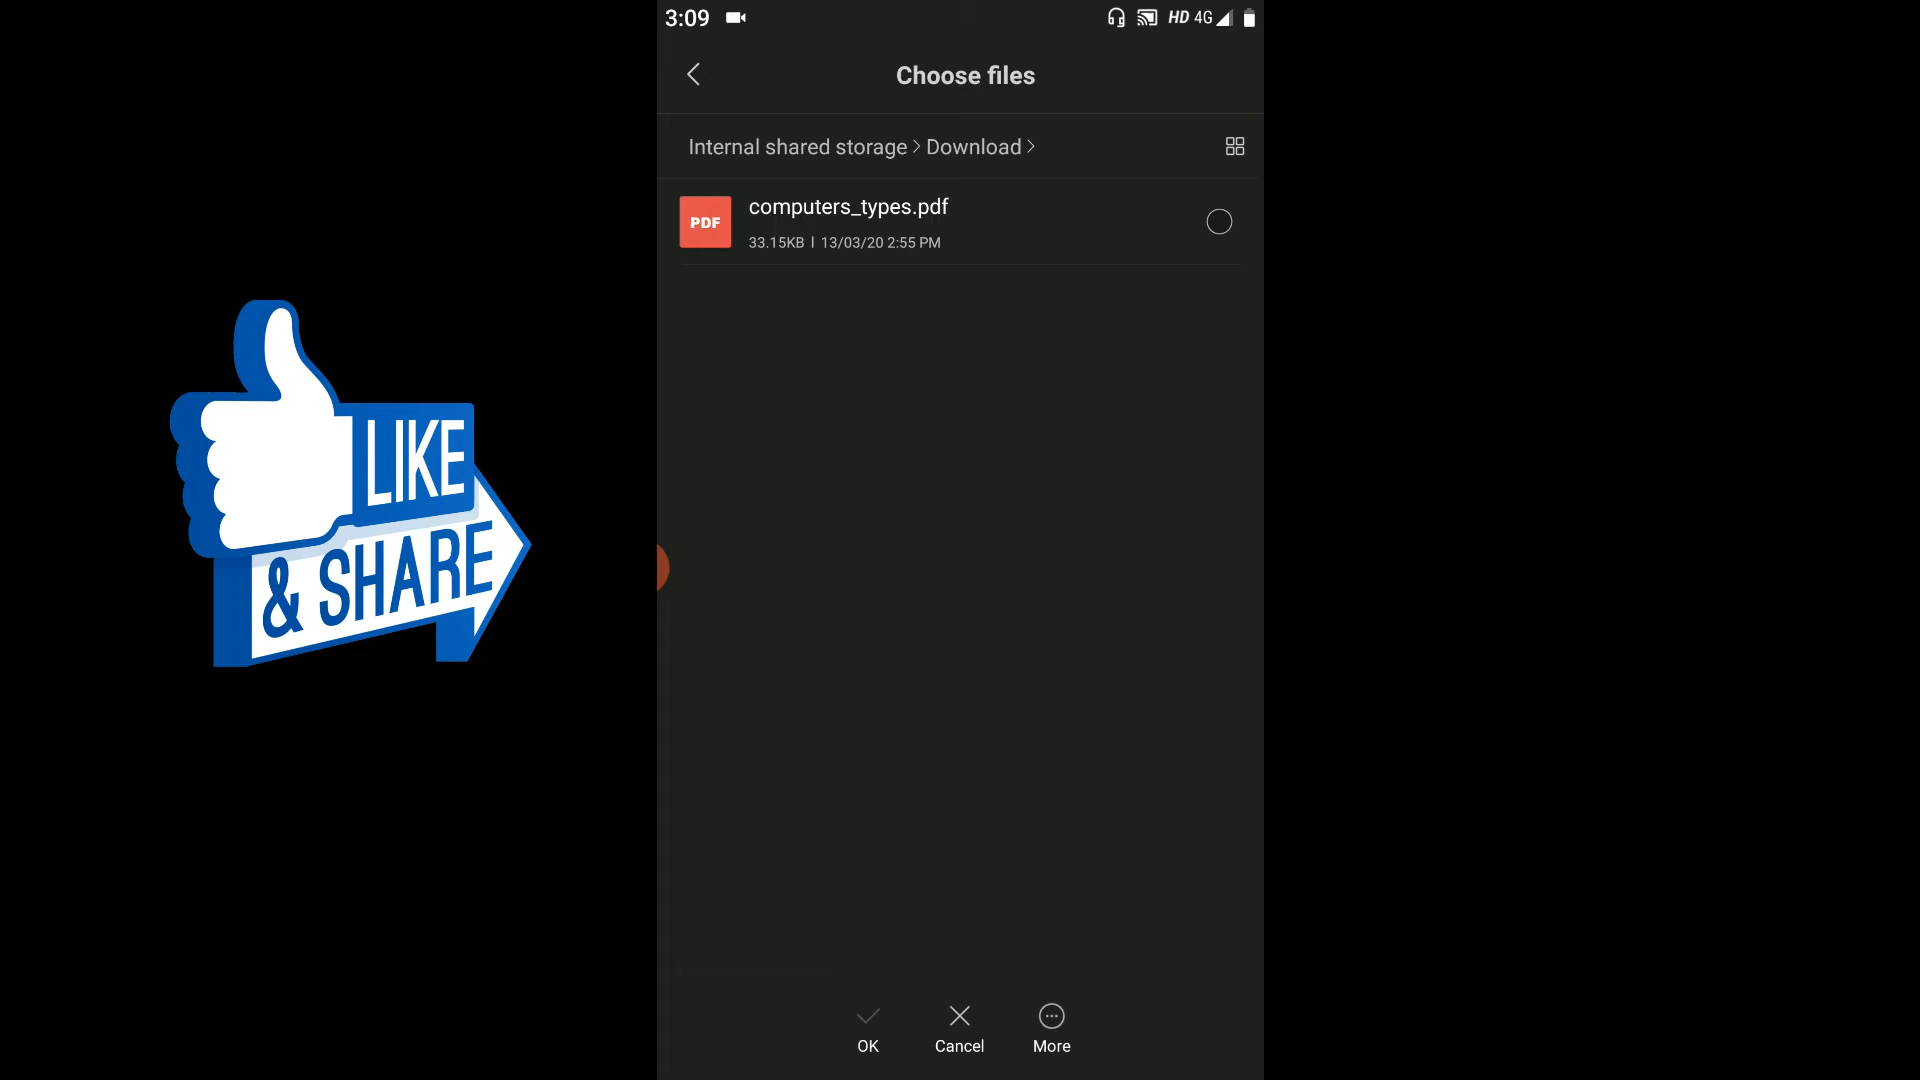 3:09
HD 4G
Choose files
Internal shared storage > Download >
PDF
computers_types.pdf
33.15KB | 13/03/20 2:55 PM
LIKE
& SHARE
OK
Cancel
More